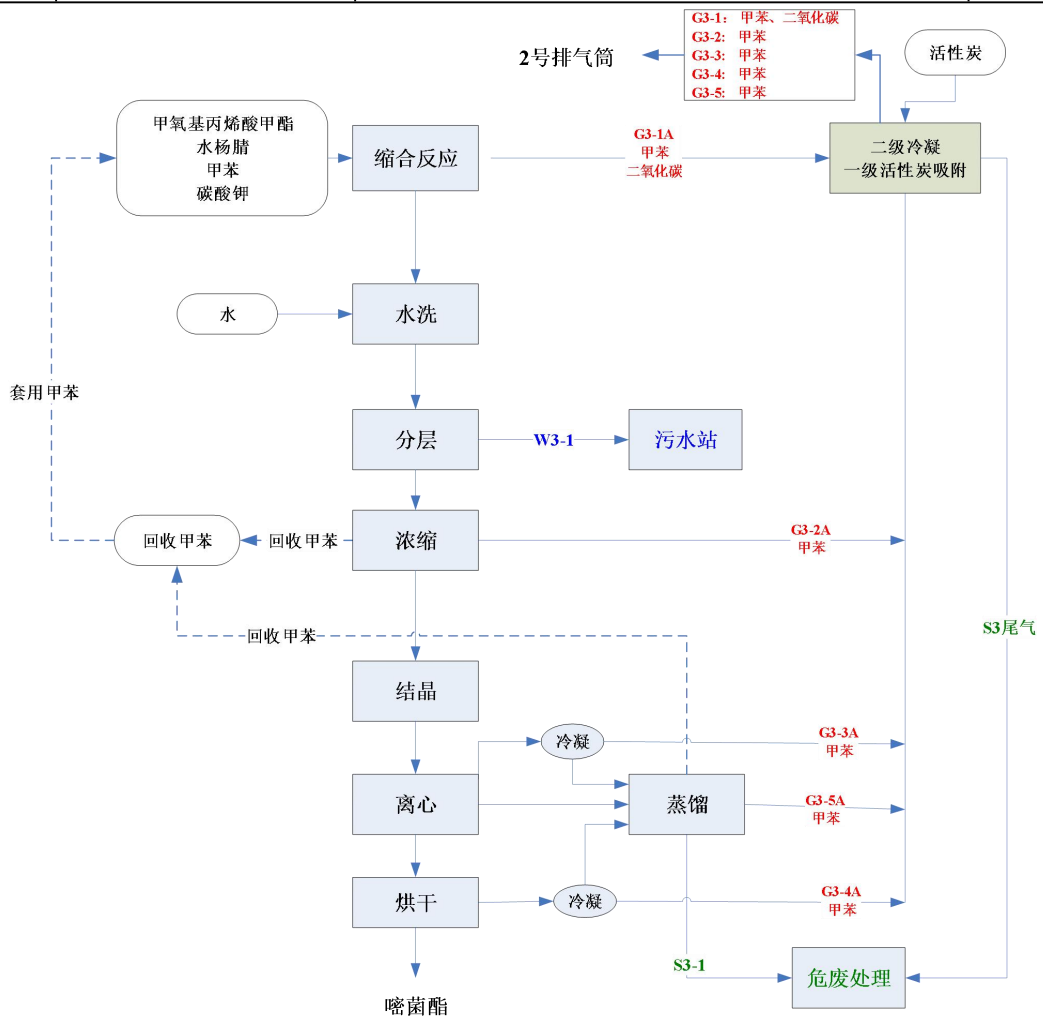 G3-1： 甲苯、二氧化碳
G3-2: 甲苯
G3-3: 甲苯
G3-4: 甲苯
G3-5: 甲苯
2号排气筒
活性炭
甲氧基丙烯酸甲酯
水杨腈
甲苯
碳酸钾
缩合反应
G3-1A
甲苯
二氧化碳
二级冷凝
一级活性炭吸附
水
水洗
套用甲苯
分层
W3-1
污水站
回收甲苯
回收甲苯
浓缩
G3-2A
甲苯
回收甲苯
S3尾气
结晶
冷凝
G3-3A
甲苯
离心
蒸馏
G3-5A
甲苯
烘干
冷凝
G3-4A
甲苯
S3-1
危废处理
嘧菌酯